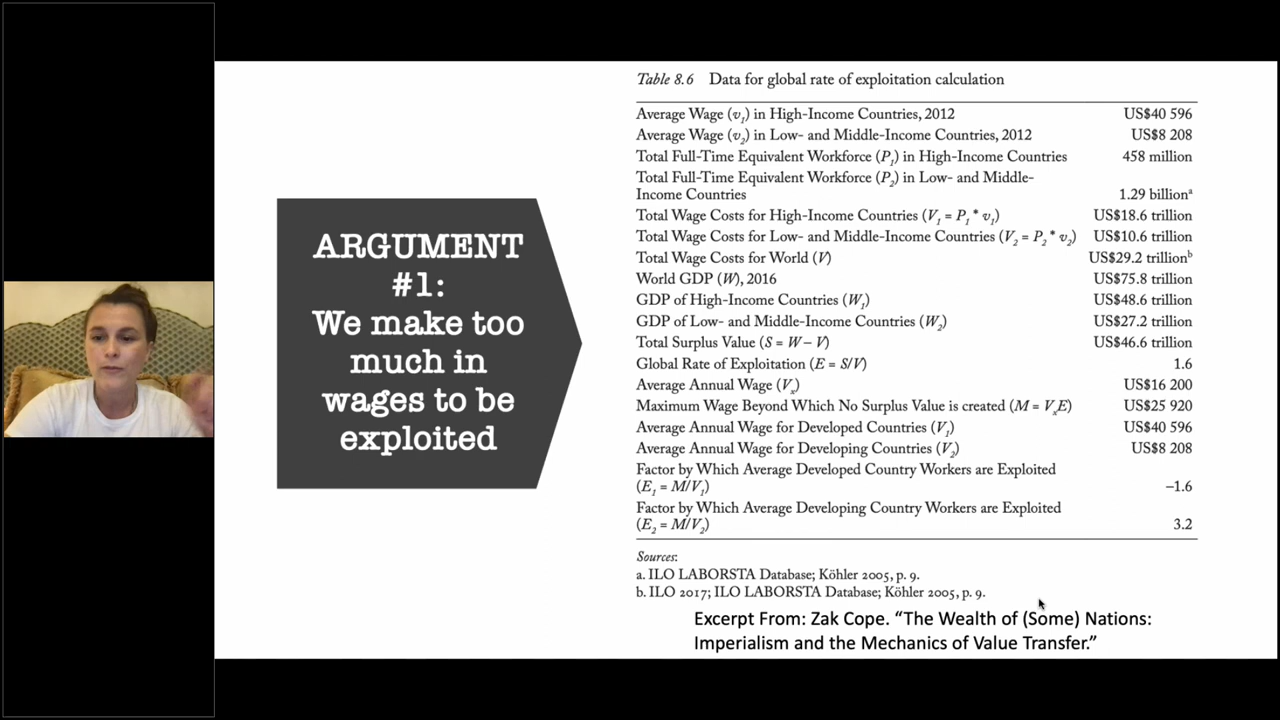 ARGUMENT
#1:
We make too
much in
wages to be
exploited
Table 8.6 Data for global rate of exploitation calculation
Average Wage (v1) in High-Income Countries, 2012 US$40 596
Average Wage (v2) in Low- and Middle-Income Countries, 2012 US$8 208
Total Full-Time Equivalent Workforce (P1) in High-Income Countries 458 million
Total Full-Time Equivalent Workforce (P2) in Low- and Middle-
Income Countries 1.29 billiona
Total Wage Costs for High-Income Countries (V1 = P1 * v1) US$18.6 trillion
Total Wage Costs for Low- and Middle-Income Countries (V2 = P2 * v2) US$10.6 trillion
Total Wage Costs for World (V) US$29.2 trillionb
World GDP (W), 2016 US$75.8 trillion
GDP of High-Income Countries (W1) US$48.6 trillion
GDP of Low- and Middle-Income Countries (W2) US$27.2 trillion
Total Surplus Value (S = W – V) US$46.6 trillion
Global Rate of Exploitation (E = S/V) 1.6
Average Annual Wage (Vx) US$16 200
Maximum Wage Beyond Which No Surplus Value is created (M = VxE) US$25 920
Average Annual Wage for Developed Countries (V1) US$40 596
Average Annual Wage for Developing Countries (V2) US$8 208
Factor by Which Average Developed Country Workers are Exploited
(E1 = M/V1) –1.6
Factor by Which Average Developing Country Workers are Exploited
(E2 = M/V2) 3.2
Sources:
a. ILO LABORSTA Database; Köhler 2005, p. 9.
b. ILO 2017; ILO LABORSTA Database; Köhler 2005, p. 9.
Excerpt From: Zak Cope. “The Wealth of (Some) Nations:
Imperialism and the Mechanics of Value Transfer.”